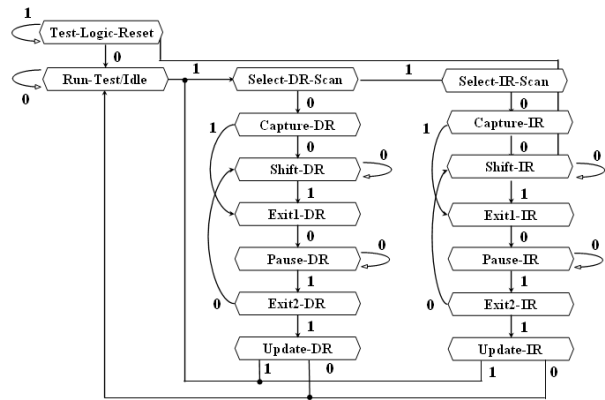 1
Test-Logic-Reset
0
Run-Test/Idle
0
1
Select-DR-Scan
1
Select-IR-Scan
0
0
Capture-DR
Capture-IR
1
0
1
0
Shift-DR
0
Shift-IR
0
1
1
Exit1-DR
Exit1-IR
0
0
Pause-DR
0
Pause-IR
0
1
1
0
Exit2-DR
0
Exit2-IR
1
1
Update-DR
Update-IR
1
0
1
0